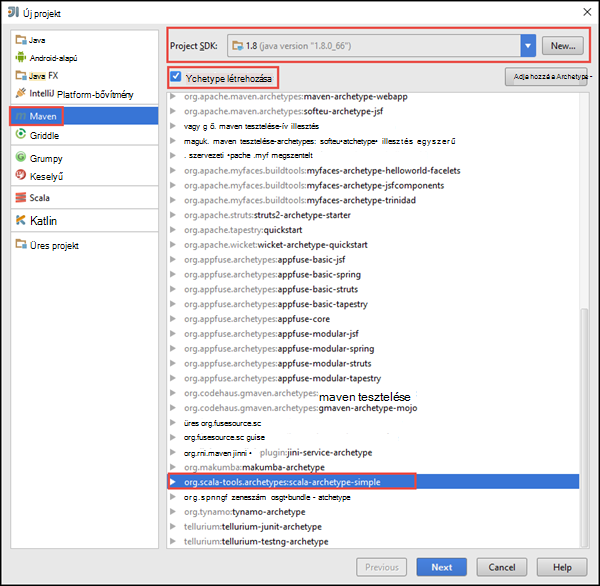 Új projekt
Java
Android-alapú
Java FX
IntelliJ Platform-bővítmény
Maven
Griddle
Grumpy
Keselyű
Scala
Katlin
Üres projekt
Project SDK: 1.8 (java version "1.8.0_66") New...
Ychetype létrehozása
Adja hozzá e Archetype -
org.apache.maven.archetypes:maven-archetype-webapp
org.apache.maven.archetypes:softeu-archetype-jsf
vagy g ő. maven tesztelése-ív illesztés
maguk. maven tesztelése-archetypes: softeu•atchetype• illesztés egyszerű
. szervezeti •pache .myf megszentelt
org.apache.myfaces.buildtools:myfaces-archetype-helloworld-facelets
org.apache.myfaces.buildtools:myfaces-archetype-jsfcomponents
org.apache.myfaces.buildtools:myfaces-archetype-trinidad
org.apache.struts:struts2-archetype-starter
org.apache.tapestry:quickstart
org.apache.wicket:wicket-archetype-quickstart
org.appfuse.archetypes:appfuse-basic-jsf
org.appfuse.archetypes:appfuse-basic-spring
org.appfuse.archetypes:appfuse-basic-struts
org.appfuse.archetypes:appfuse-basic-tapestry
org.appfuse.archetypes:appfuse-core
org.appfuse.archetypes:appfuse-modular-jsf
org.appfuse.archetypes:appfuse-modular-spring
org.appfuse.archetypes:appfuse-modular-struts
org.appfuse.archetypes:appfuse-modular-tapestry
org.codehaus.gmaven.archetypes:maven tesztelése
org.codehaus.gmaven.archetypes:gmaven-archetype-mojo
üres org.fusesource.sc
org.fusesource.sc guise
org.rni.maven jinni • plugin:jini-service-archetype
org.makumba:makumba-archetype
org.scala-tools.archetypes:scala-archetype-simple
org.spnngf zeneszám osgt•bundle - atchetype
org.tynamo:tynamo-archetype
tellurium:tellurium-junit-archetype
tellurium:tellurium-testng-archetype
Previous Next Cancel Help